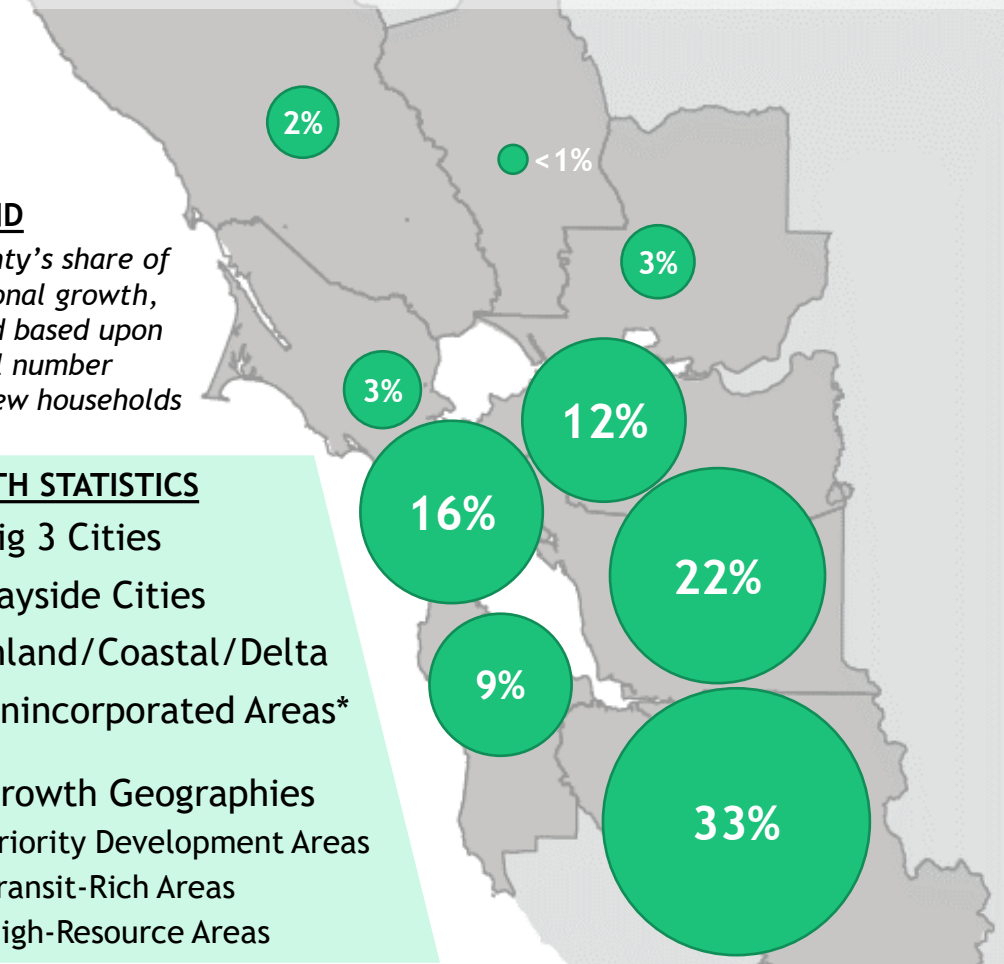 2%
<1%
3%
ND
nty's share of
onal growth,
d based upon
l number
ew households
3%
12%
16%
22%
9%
33%
TH STATISTICS
ig 3 Cities
ayside Cities
nland/Coastal/Delta
nincorporated Areas*
rowth Geographies
riority Development Areas
ransit-Rich Areas
igh-Resource Areas